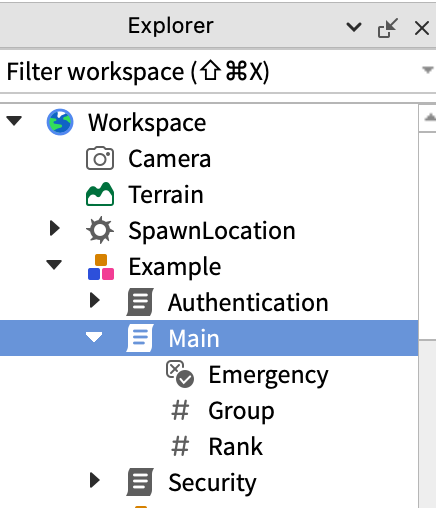 Explorer
Filter workspace (⇧⌘X)
Workspace
Camera
Terrain
SpawnLocation
Example
Authentication
Main
Emergency
# Group
# Rank
Security